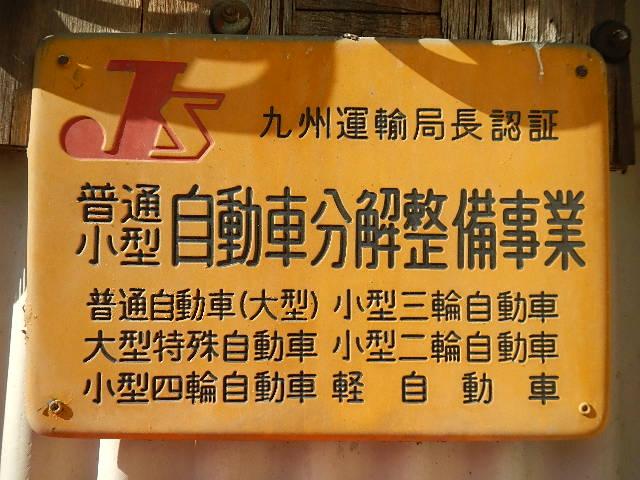 JS
九州運輸局長認証
普通
小型 自動車分解整備事業
普通自動車(大型) 小型三輪自動車
大型特殊自動車 小型二輪自動車
小型四輪自動車 軽自動車